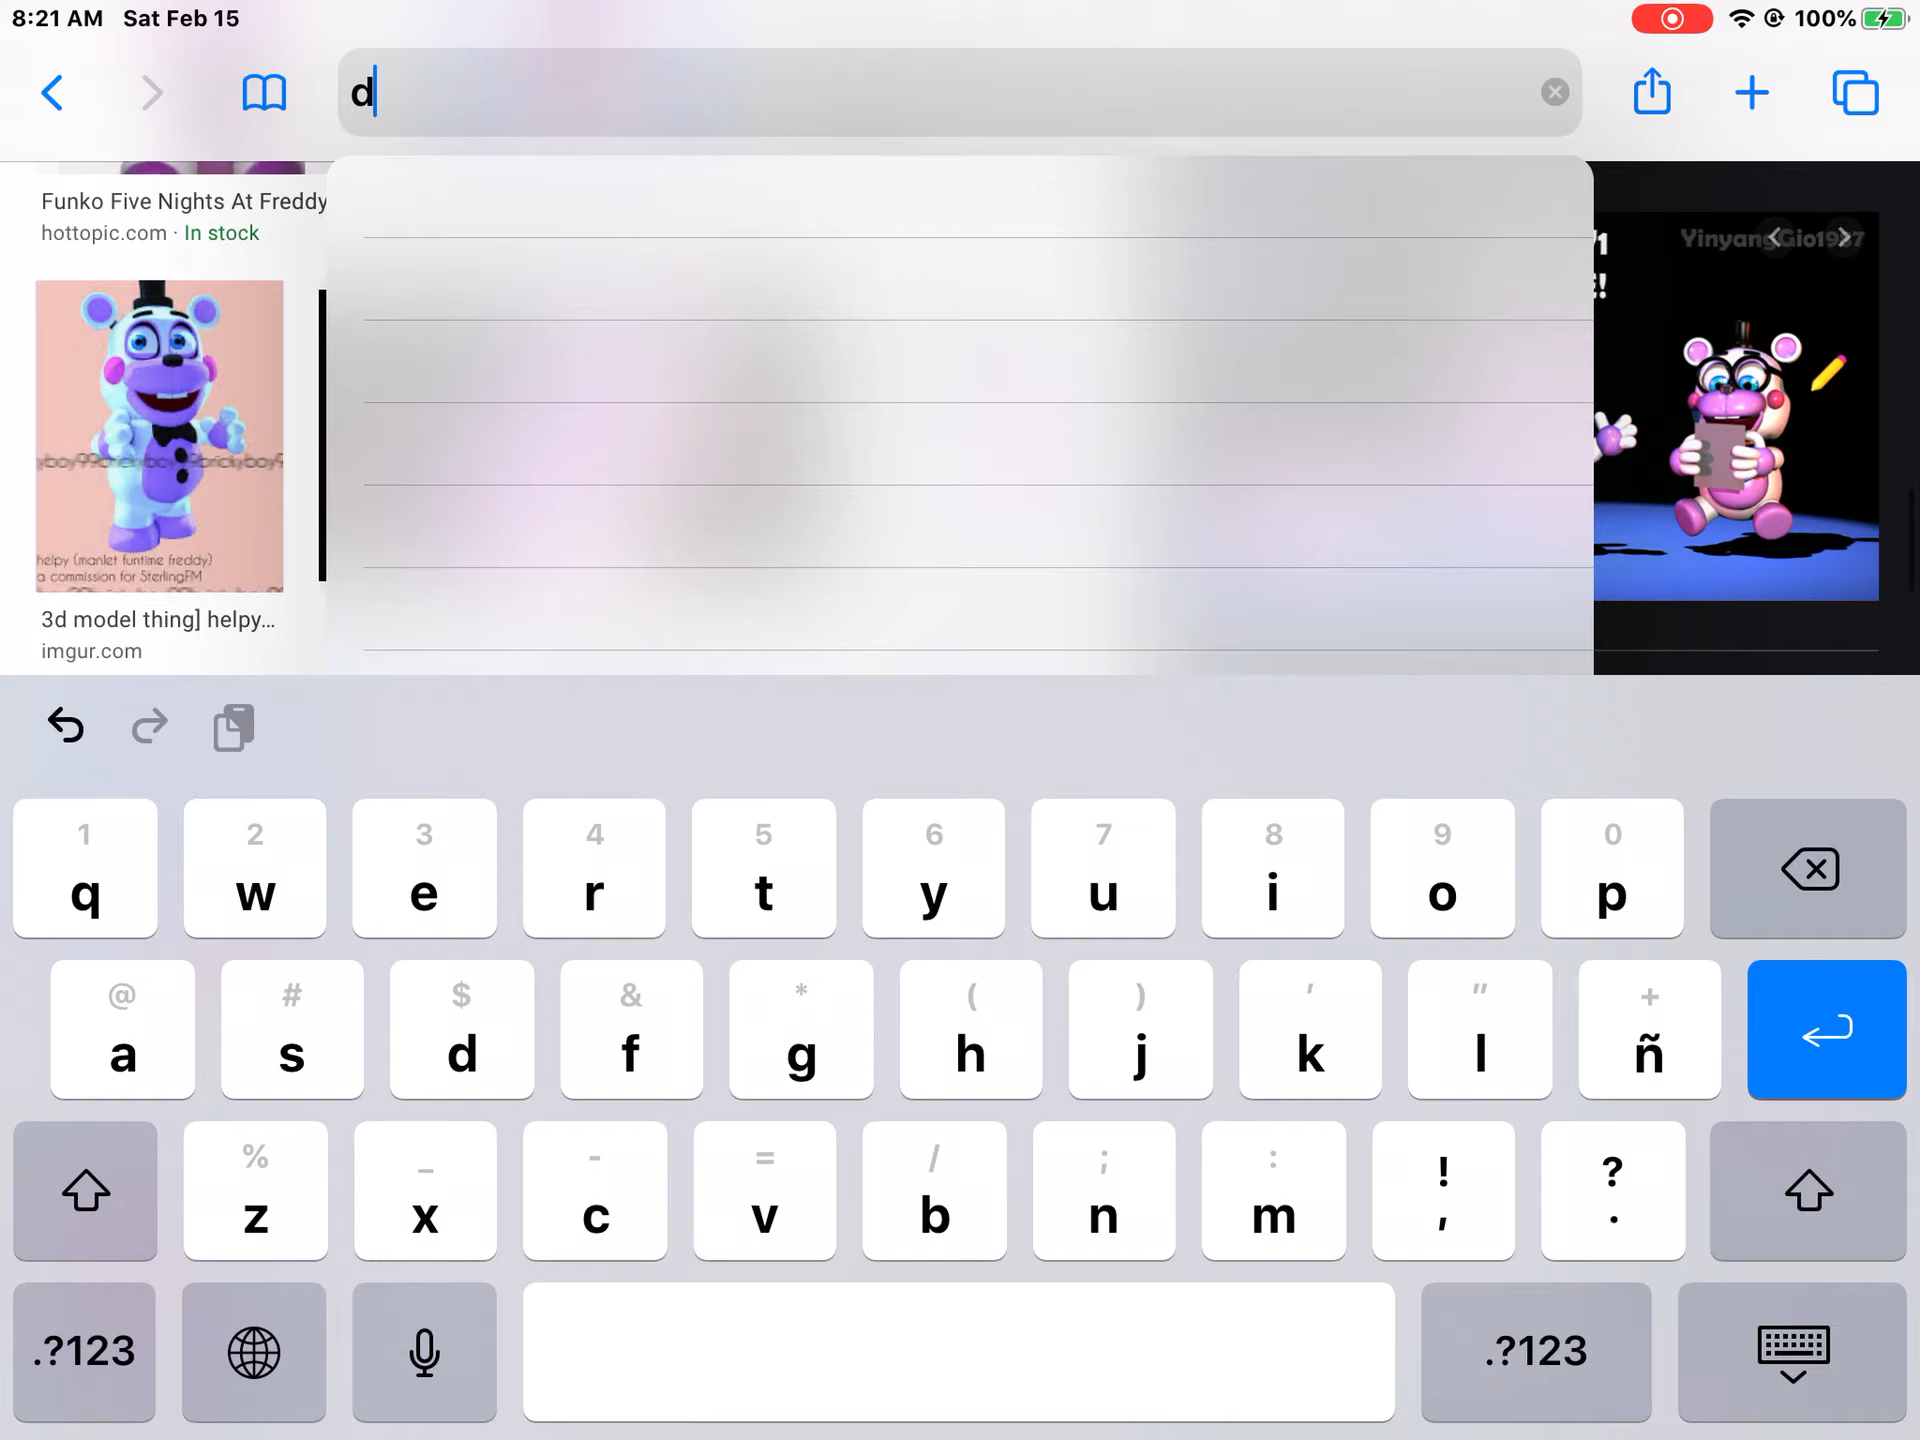 8:21 AM Sat Feb 15
100%
d
Funko Five Nights At Freddy
hottopic.com · In stock
YinyangGio1987
helpy (manlet funtime freddy)
a commission for SterlingFM
3d model thing] helpy...
imgur.com
1 2 3 4 5 6 7 8 9 0
q w e r t y u i o p
@ # $ & * ( ) ' " +
a s d f g h j k l ñ
% _ - = / ; : ! ?
z x c v b n m , .
.?123 .?123